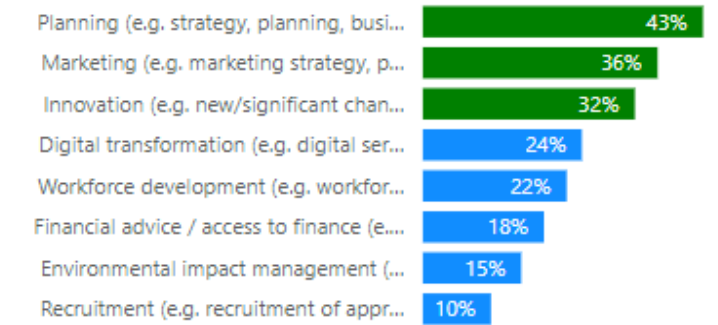 Planning (e.g. strategy, planning, busi... 43%
Marketing (e.g. marketing strategy, p... 36%
Innovation (e.g. new/significant chan... 32%
Digital transformation (e.g. digital ser... 24%
Workforce development (e.g. workfor... 22%
Financial advice / access to finance (e.... 18%
Environmental impact management (... 15%
Recruitment (e.g. recruitment of appr... 10%